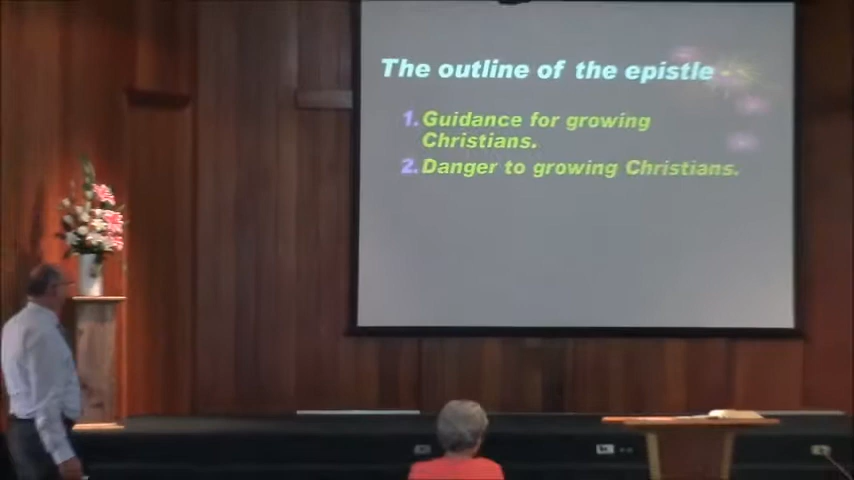 The outline of the epistle
1. Guidance for growing
Christians.
2. Danger to growing Christians.